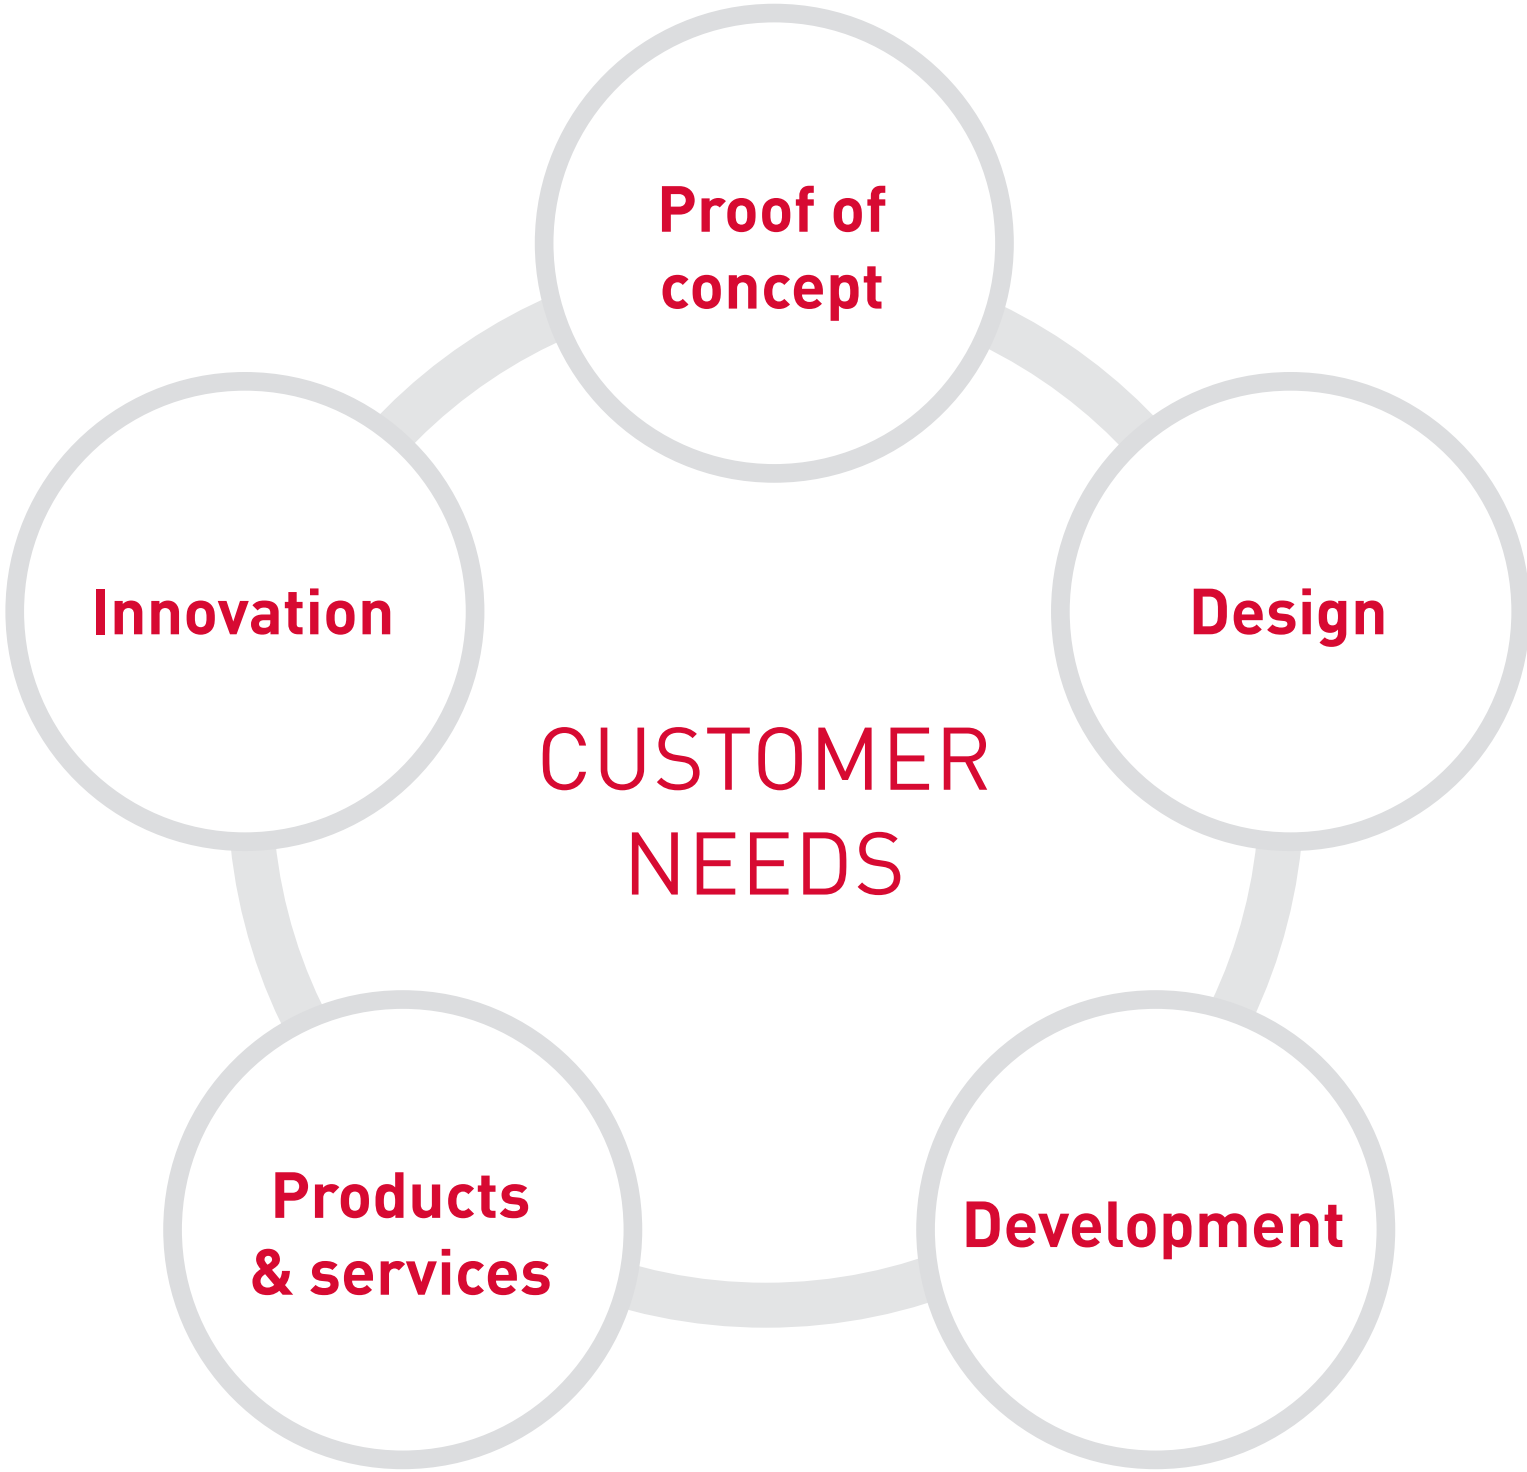 Proof of
concept
Innovation
Design
CUSTOMER
NEEDS
Products
& services
Development